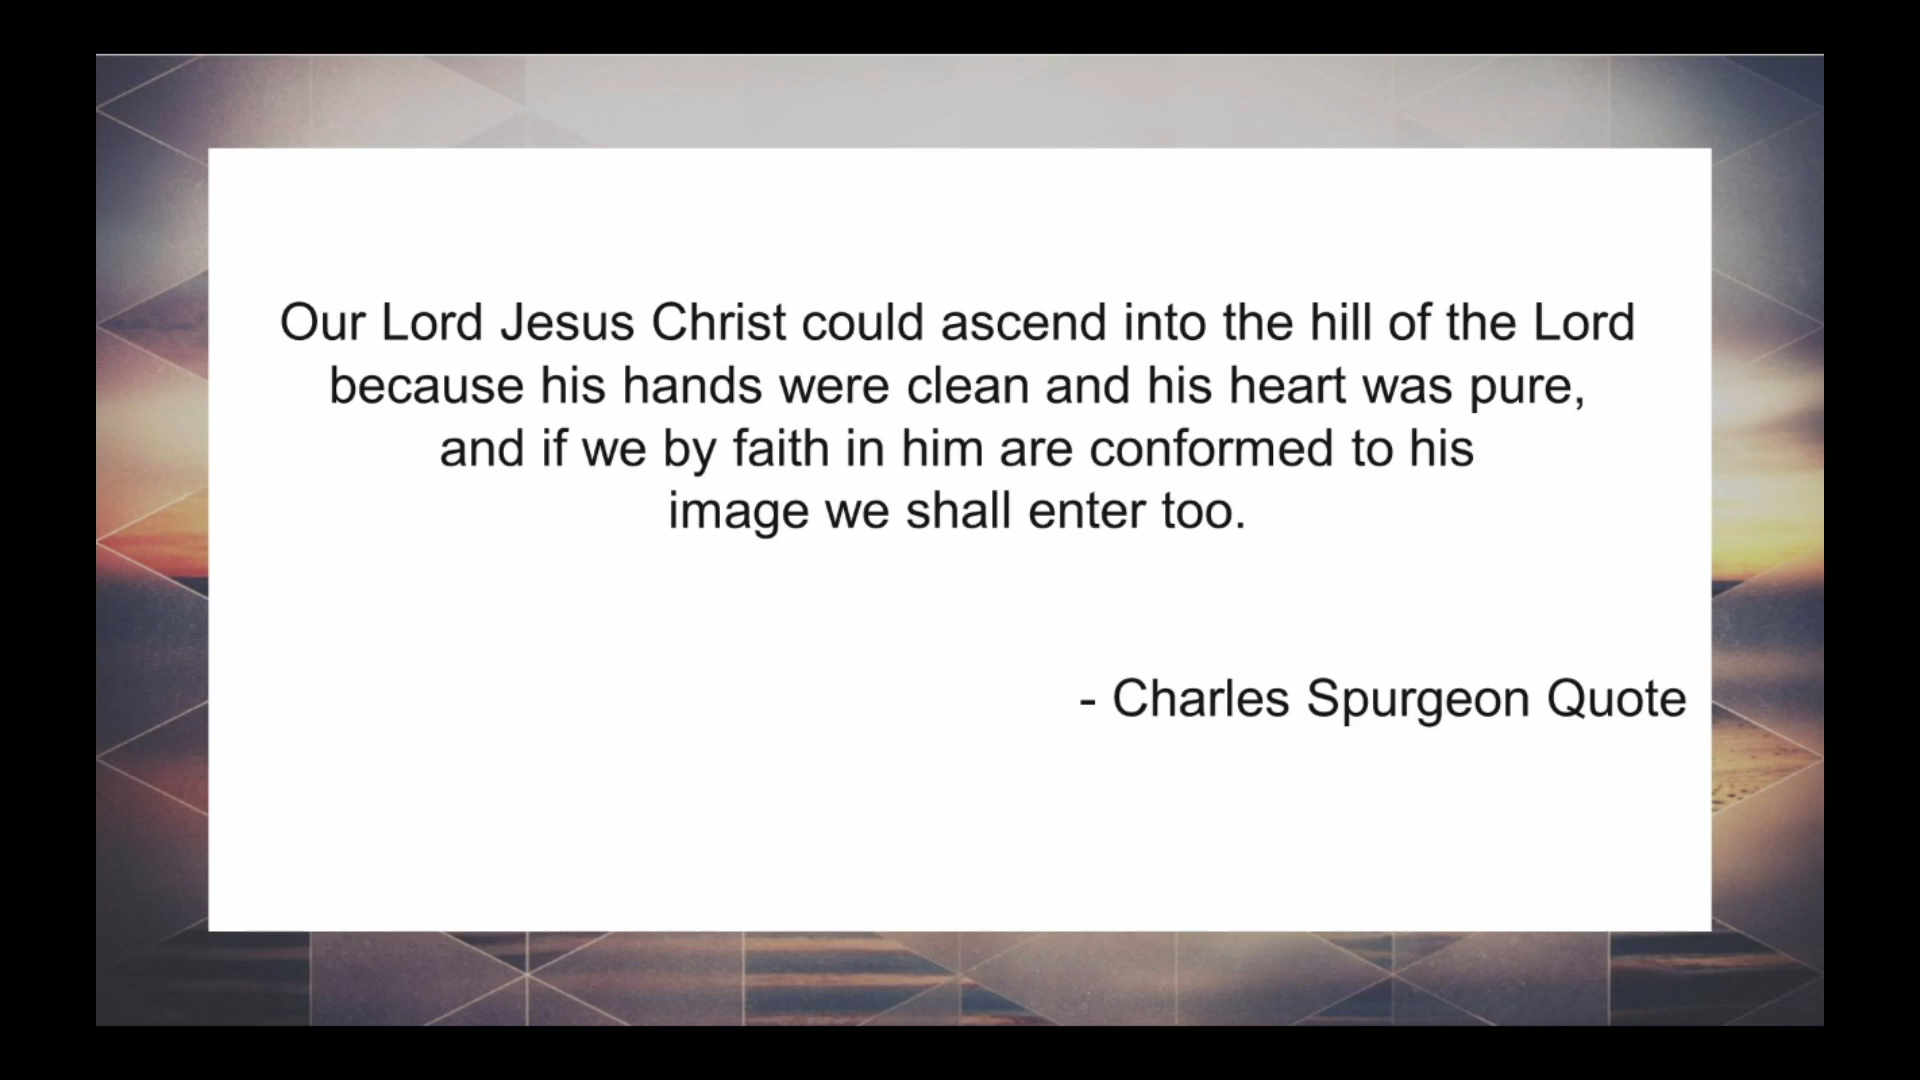 Our Lord Jesus Christ could ascend into the hill of the Lord
because his hands were clean and his heart was pure,
and if we by faith in him are conformed to his
image we shall enter too.
- Charles Spurgeon Quote